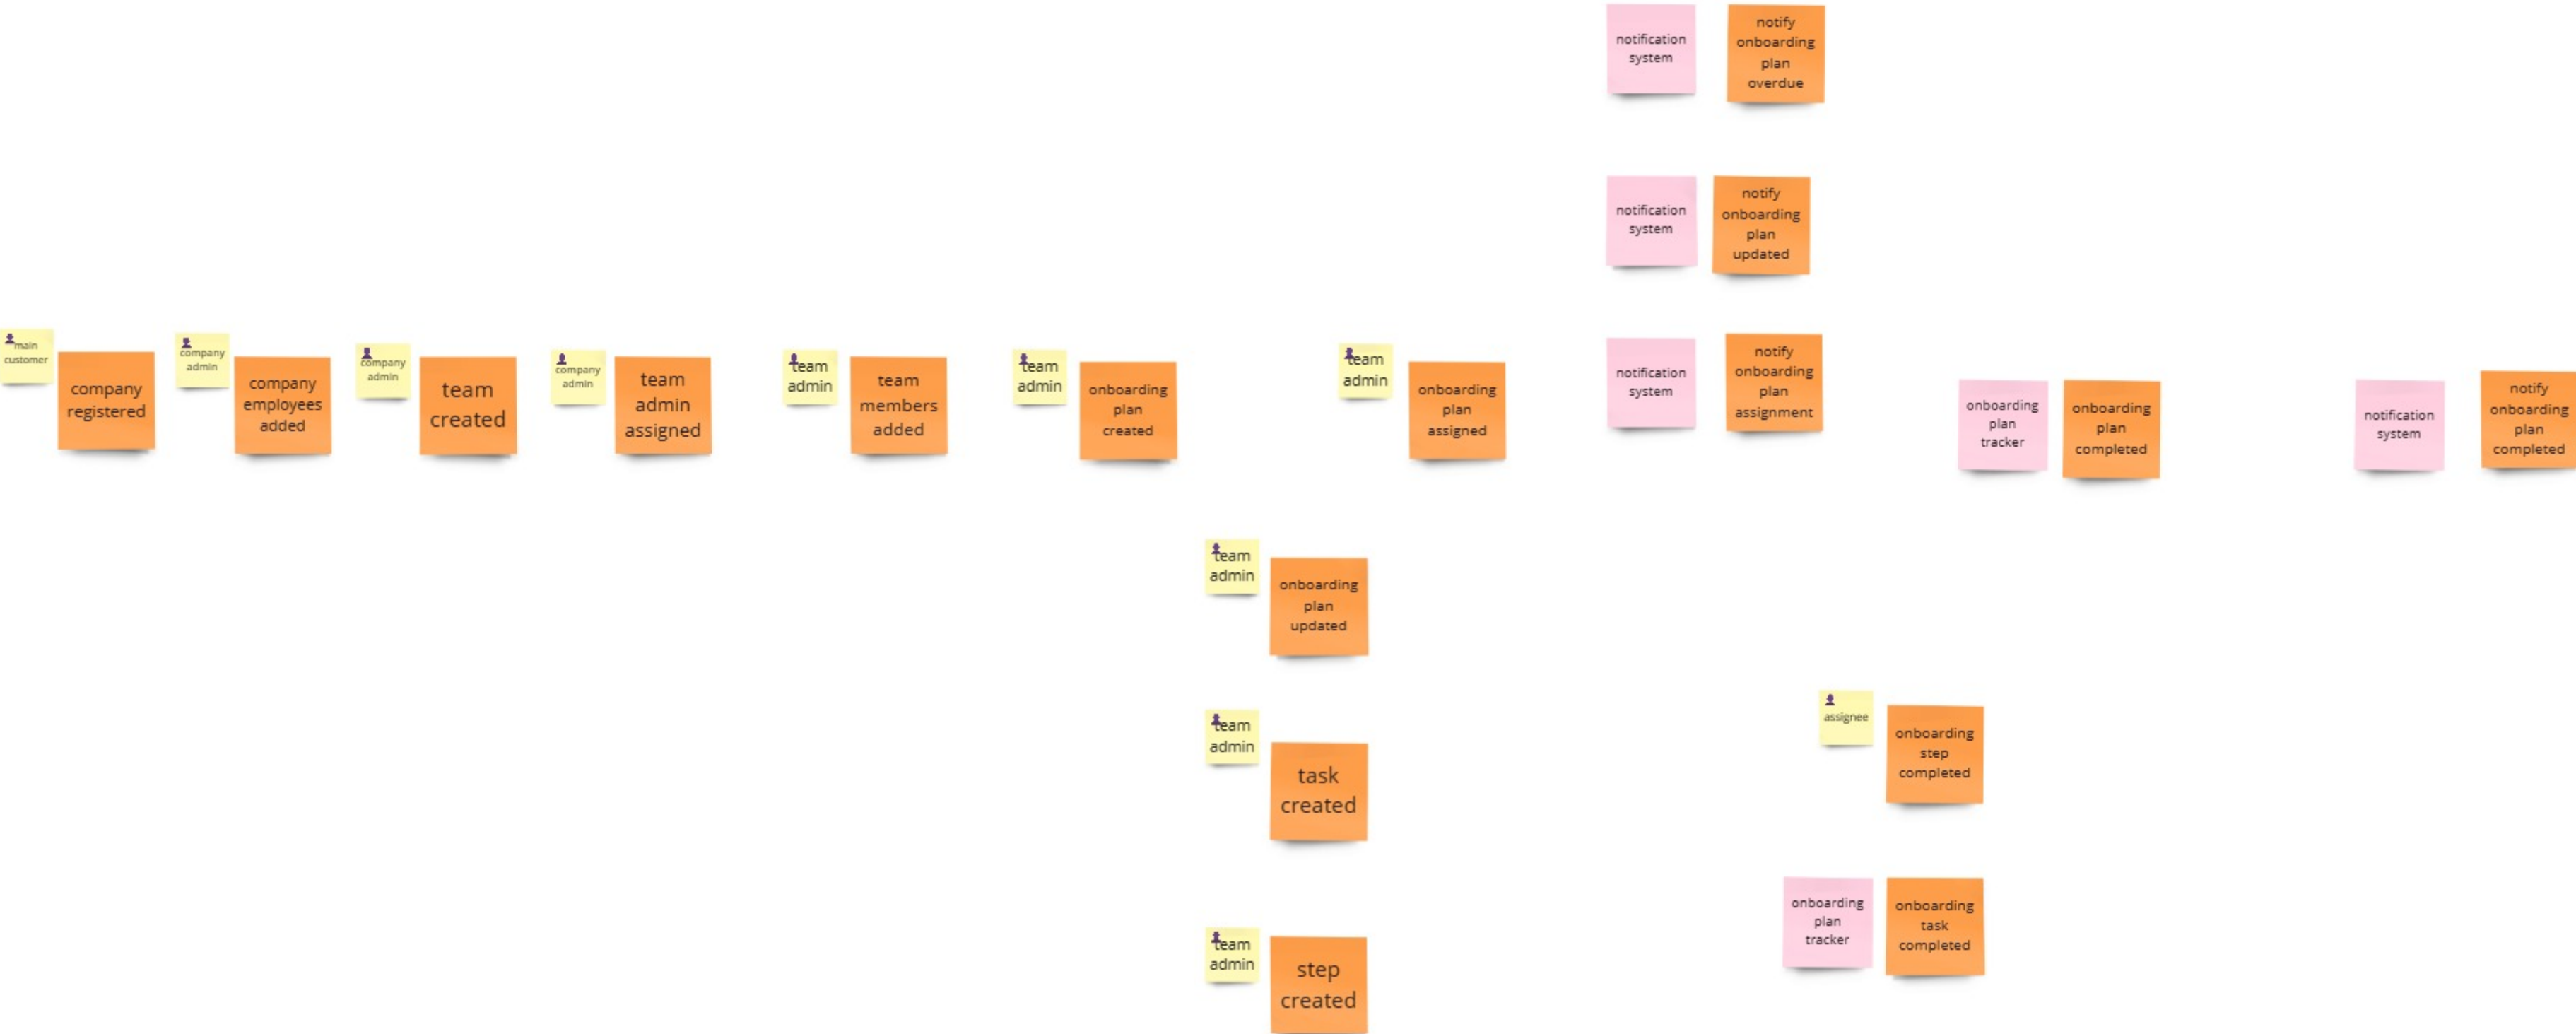 notification
system
notify
onboarding
plan
overdue
notification
system
notify
onboarding
plan
updated
main
customer
company
registered
company
admin
company
employees
added
company
admin
team
created
company
admin
team
admin
assigned
team
admin
team
members
added
team
admin
onboarding
plan
created
team
admin
onboarding
plan
assigned
notification
system
notify
onboarding
plan
assignment
onboarding
plan
tracker
onboarding
plan
completed
notification
system
notify
onboarding
plan
completed
team
admin
onboarding
plan
updated
team
admin
task
created
assignee
onboarding
step
completed
team
admin
step
created
onboarding
plan
tracker
onboarding
task
completed